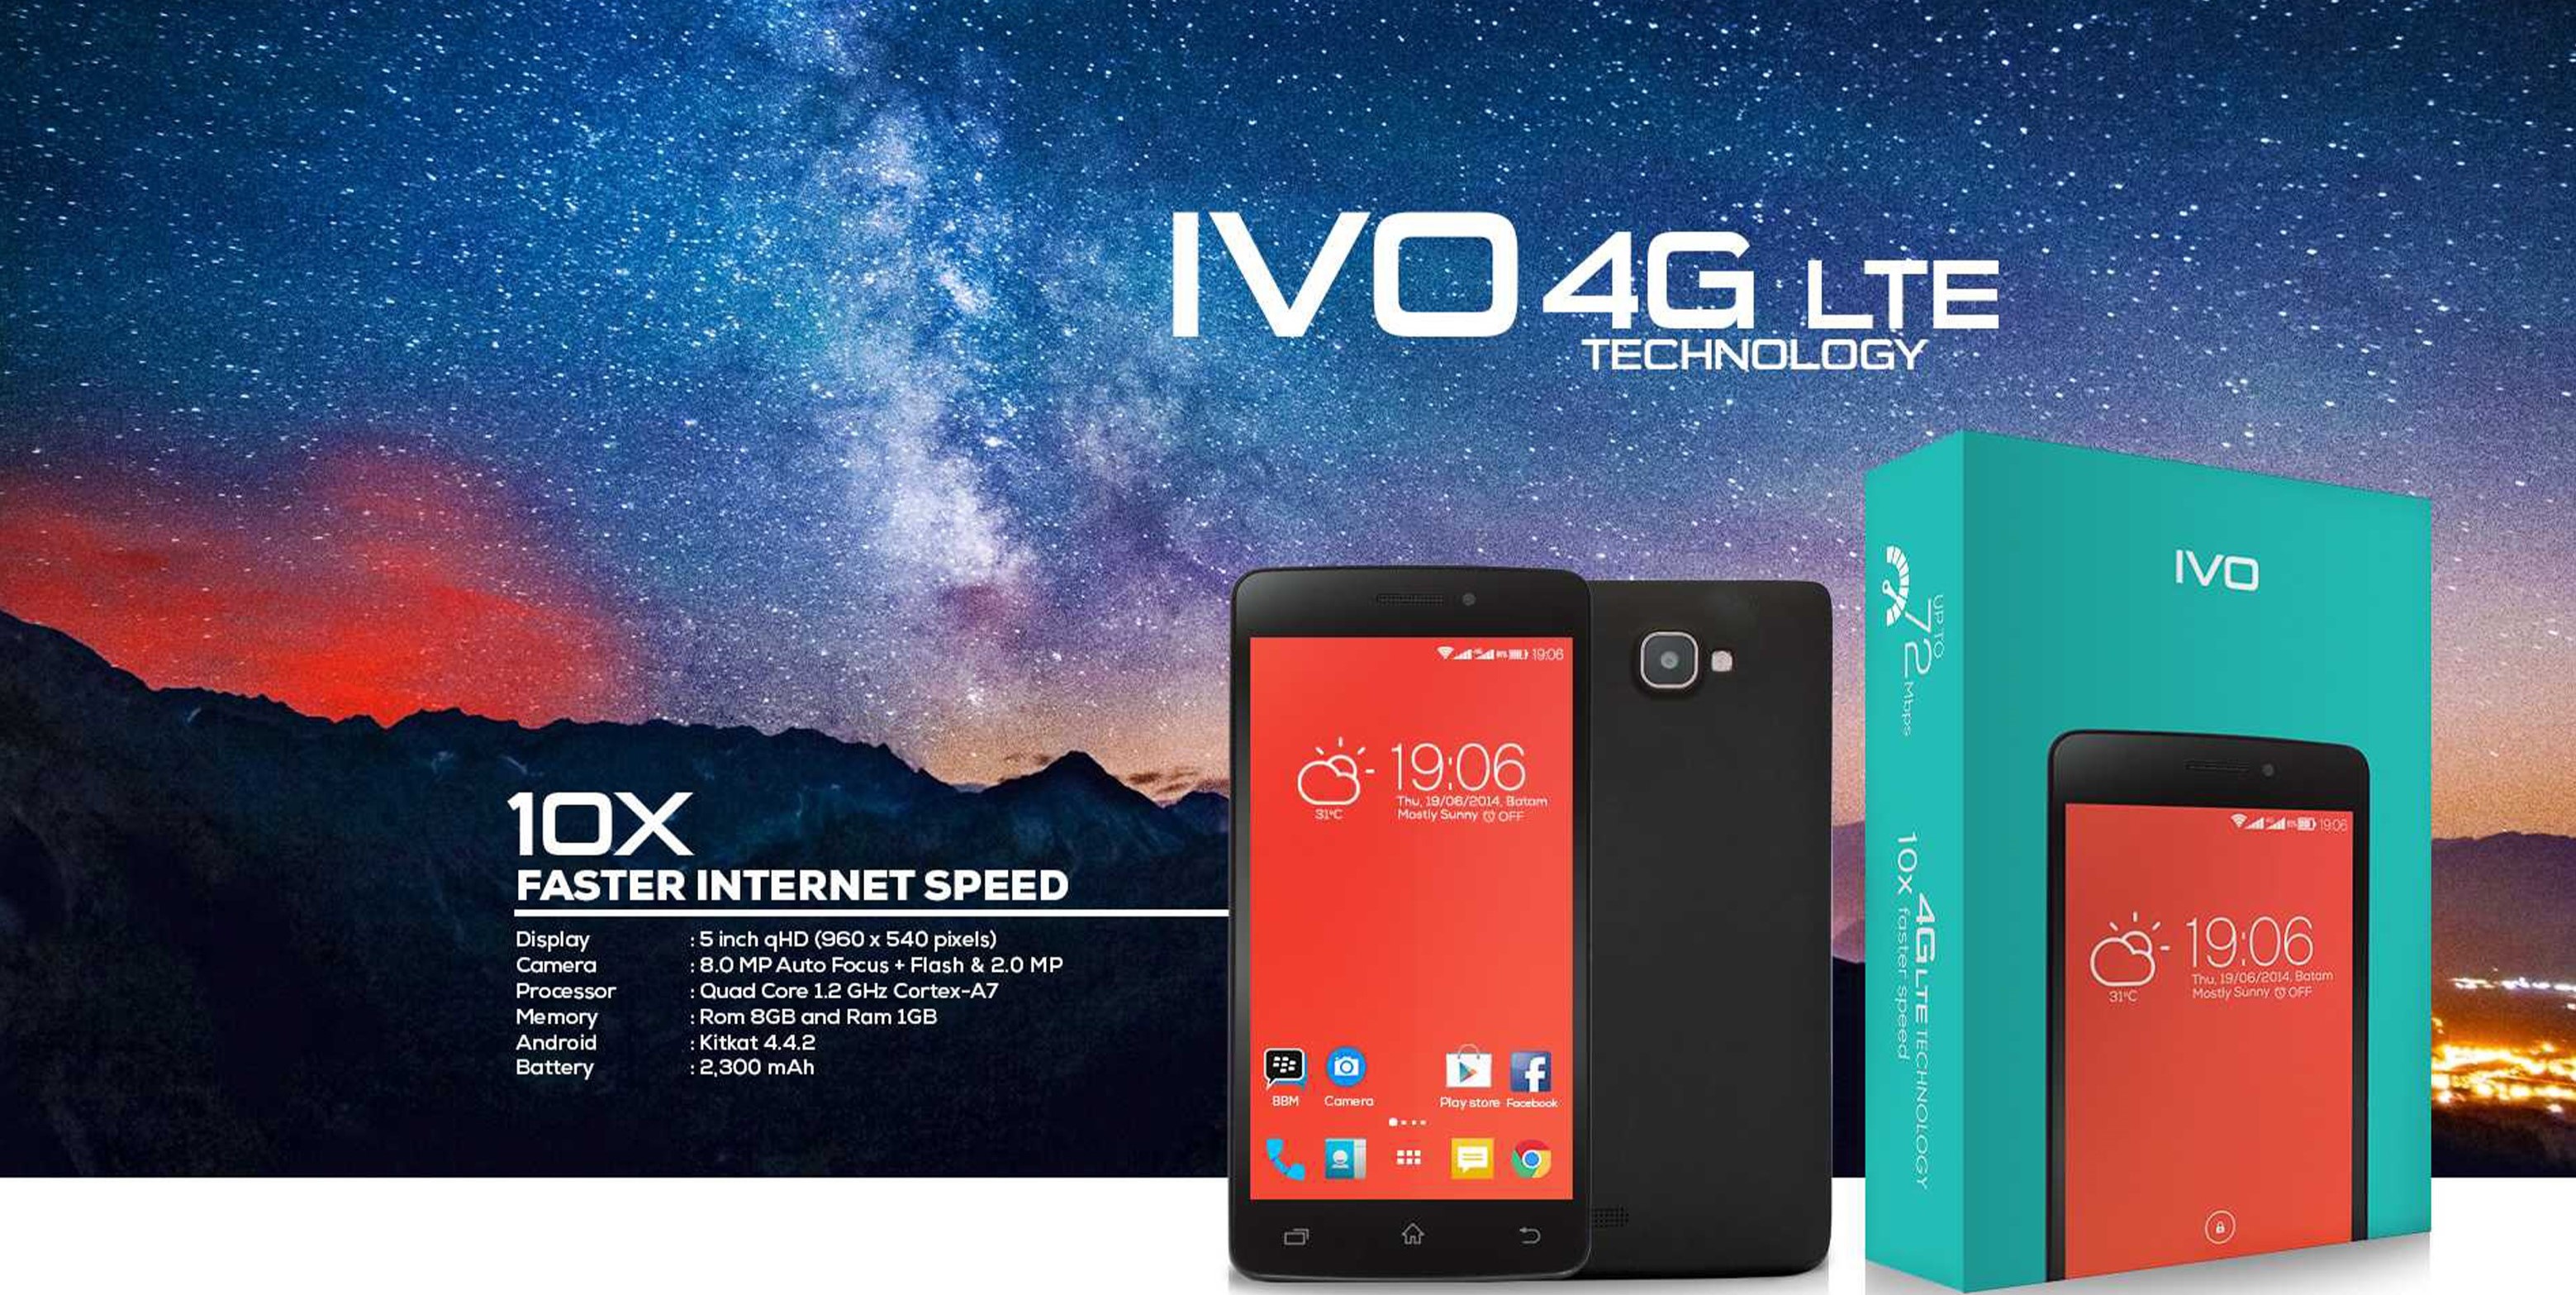 IVO 4G LTE
TECHNOLOGY
10X
FASTER INTERNET SPEED
Display : 5 inch qHD (960 x 540 pixels)
Camera : 8.0 MP Auto Focus + Flash & 2.0 MP
Processor : Quad Core 1.2 GHz Cortex-A7
Memory : Rom 8GB and Ram 1GB
Android : Kitkat 4.4.2
Battery : 2,300 mAh
19:06
19:06
31°C
Thu, 19/06/2014, Batam
Mostly Sunny OFF
BBM
Camera
Play store
Facebook
IVO
UP TO
72 Mbps
10x faster speed
4G LTE TECHNOLOGY
19:06
19:06
31°C
Thu, 19/06/2014, Batam
Mostly Sunny OFF